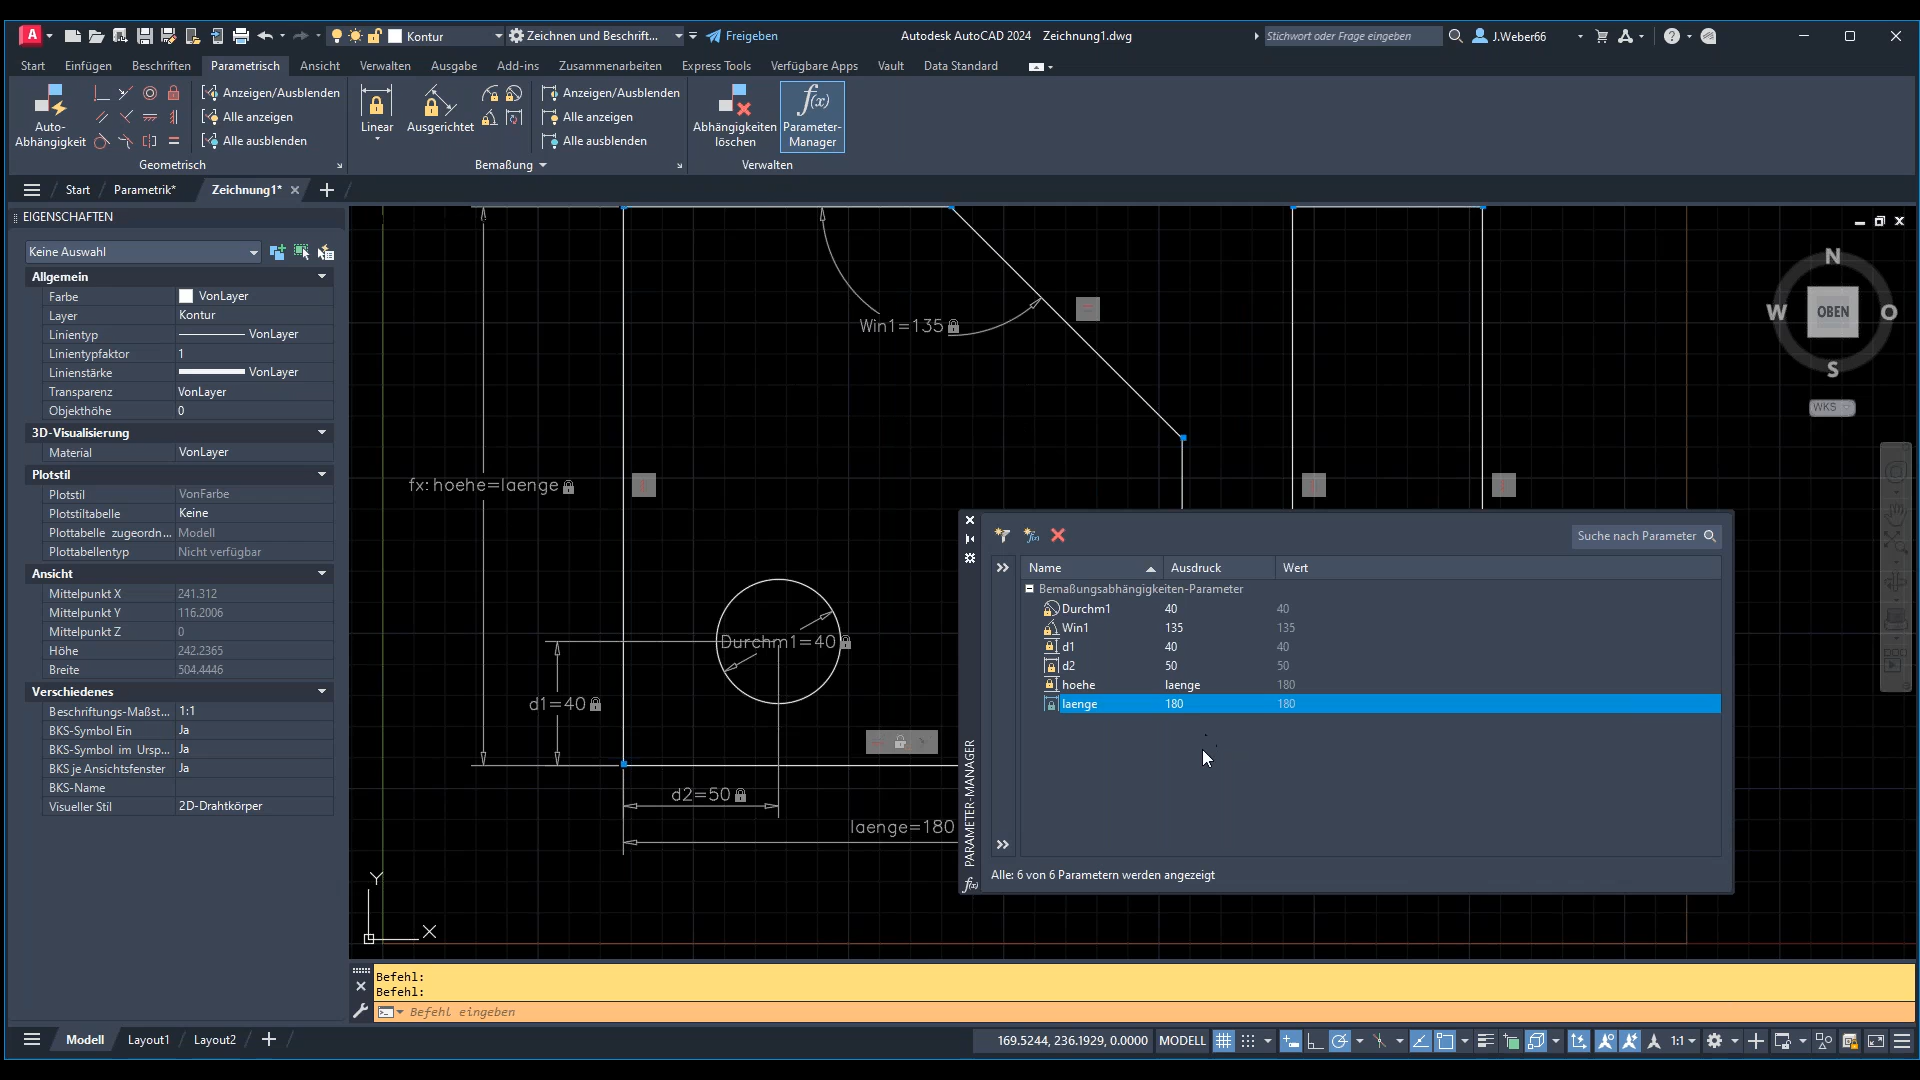 A Kontur Zeichnen und Beschrift... Freigeben Autodesk AutoCAD 2024 Zeichnung1.dwg Stichwort oder Frage eingeben J.Weber66
Start Einfügen Beschriften Parametrisch Ansicht Verwalten Ausgabe Add-ins Zusammenarbeiten Express Tools Verfügbare Apps Vault Data Standard
Auto-
Abhängigkeit
Anzeigen/Ausblenden
Alle anzeigen
Alle ausblenden
Geometrisch
Linear
Ausgerichtet
Anzeigen/Ausblenden
Alle anzeigen
Alle ausblenden
Bemaßung
Abhängigkeiten
löschen
f(x)
Parameter-
Manager
Verwalten
Start Parametrik* Zeichnung1*
EIGENSCHAFTEN
Keine Auswahl
Allgemein
Farbe VonLayer
Layer Kontur
Linientyp VonLayer
Linientypfaktor 1
Linienstärke VonLayer
Transparenz VonLayer
Objekthöhe 0
3D-Visualisierung
Material VonLayer
Plotstil
Plotstil VonFarbe
Plotstiltabelle Keine
Plottabelle zugeordn... Modell
Plottabellentyp Nicht verfügbar
Ansicht
Mittelpunkt X 241.312
Mittelpunkt Y 116.2006
Mittelpunkt Z 0
Höhe 242.2365
Breite 504.4446
Verschiedenes
Beschriftungs-Maßst... 1:1
BKS-Symbol Ein Ja
BKS-Symbol im Ursp... Ja
BKS je Ansichtsfenster Ja
BKS-Name
Visueller Stil 2D-Drahtkörper
Win1=135
fx: hoehe=laenge
Durchm1=40
d1=40
d2=50
laenge=180
Y
X
N
W OBEN O
S
WKS
PARAMETER-MANAGER
f(x)
Suche nach Parameter
Name Ausdruck Wert
Bemaßungsabhängigkeiten-Parameter
Durchm1 40 40
Win1 135 135
d1 40 40
d2 50 50
hoehe laenge 180
laenge 180 180
Alle: 6 von 6 Parametern werden angezeigt
Befehl:
Befehl:
Befehl eingeben
Modell Layout1 Layout2
169.5244, 236.1929, 0.0000 MODELL 1:1